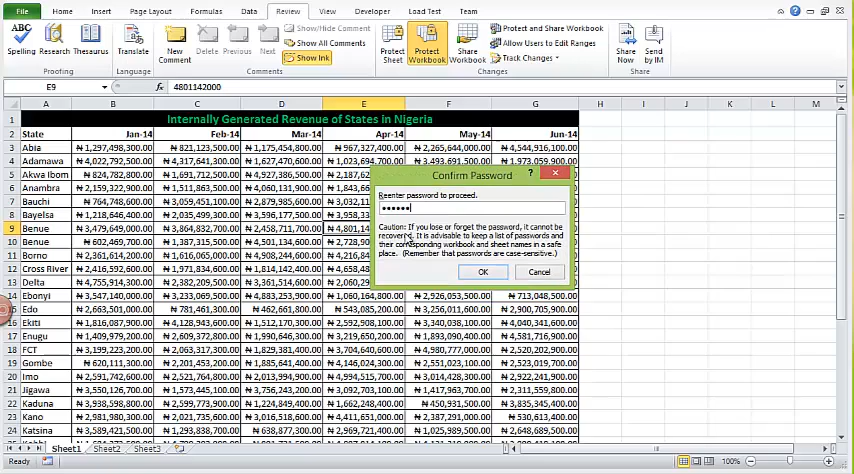 File Home Insert Page Layout Formulas Data Review View Developer Load Test Team
Spelling Research Thesaurus Translate New Comment Delete Previous Next Show/Hide Comment Show All Comments Show Ink Protect Sheet Protect Workbook Share Workbook Protect and Share Workbook Allow Users to Edit Ranges Track Changes Share Now Send by IM
Proofing Language Comments Changes
E9 fx 4801142000
A B C D E F G H I J K L M
1 Internally Generated Revenue of States in Nigeria
2 State Jan-14 Feb-14 Mar-14 Apr-14 May-14 Jun-14
3 Abia ₦ 1,297,498,300.00 ₦ 821,123,500.00 ₦ 1,175,454,800.00 ₦ 967,327,400.00 ₦ 2,265,644,000.00 ₦ 4,544,916,100.00
4 Adamawa ₦ 4,022,792,500.00 ₦ 4,317,641,300.00 ₦ 1,627,470,600.00 ₦ 1,023,694,700.00 ₦ 3,493,691,500.00 ₦ 1,973,059,900.00
5 Akwa Ibom ₦ 824,782,800.00 ₦ 1,691,712,500.00 ₦ 4,927,386,500.00 ₦ 2,187,6
6 Anambra ₦ 2,159,322,900.00 ₦ 1,511,863,500.00 ₦ 4,060,131,900.00 ₦ 1,843,66
7 Bauchi ₦ 764,748,600.00 ₦ 3,059,451,100.00 ₦ 2,970,267,300.00 ₦ 3,032,11
8 Bayelsa ₦ 1,218,646,400.00 ₦ 2,035,499,300.00 ₦ 3,596,177,500.00 ₦ 3,958,33
9 Benue ₦ 3,479,649,000.00 ₦ 3,864,832,700.00 ₦ 2,458,711,700.00 ₦ 4,801,14
10 Benue ₦ 602,469,700.00 ₦ 1,387,315,500.00 ₦ 4,501,134,600.00 ₦ 2,728,90
11 Borno ₦ 2,361,614,200.00 ₦ 1,616,065,000.00 ₦ 4,908,244,600.00 ₦ 4,216,84
12 Cross River ₦ 2,416,592,600.00 ₦ 1,971,834,600.00 ₦ 1,814,142,400.00 ₦ 4,658,48
13 Delta ₦ 4,755,914,300.00 ₦ 2,382,209,500.00 ₦ 3,361,514,600.00 ₦ 2,060,29
Confirm Password
Reenter password to proceed.
Caution: If you lose or forget the password, it cannot be
recovered. It is advisable to keep a list of passwords and
their corresponding workbook and sheet names in a safe
place. (Remember that passwords are case-sensitive.)
OK Cancel
14 Ebonyi ₦ 3,547,140,000.00 ₦ 3,233,069,500.00 ₦ 4,883,253,900.00 ₦ 1,060,164,800.00 ₦ 2,926,053,500.00 ₦ 713,048,500.00
15 Edo ₦ 2,663,501,000.00 ₦ 781,461,300.00 ₦ 462,661,800.00 ₦ 543,085,200.00 ₦ 3,256,011,600.00 ₦ 2,900,705,900.00
16 Ekiti ₦ 1,816,087,900.00 ₦ 4,128,943,600.00 ₦ 1,512,170,300.00 ₦ 2,592,908,100.00 ₦ 3,340,038,100.00 ₦ 4,040,341,600.00
17 Enugu ₦ 1,409,979,200.00 ₦ 2,609,372,800.00 ₦ 1,990,646,300.00 ₦ 3,219,650,200.00 ₦ 1,893,090,400.00 ₦ 4,581,716,900.00
18 FCT ₦ 3,199,223,200.00 ₦ 2,063,317,300.00 ₦ 1,829,381,700.00 ₦ 4,980,777,000.00 ₦ 2,520,202,900.00
19 Gombe ₦ 620,111,300.00 ₦ 2,201,453,200.00 ₦ 1,885,641,400.00 ₦ 4,146,024,500.00 ₦ 2,551,023,100.00 ₦ 2,523,019,700.00
20 Imo ₦ 2,591,742,600.00 ₦ 2,521,764,800.00 ₦ 2,013,994,900.00 ₦ 4,994,515,700.00 ₦ 3,014,428,300.00 ₦ 2,922,241,900.00
21 Jigawa ₦ 3,550,126,700.00 ₦ 1,573,445,100.00 ₦ 3,756,243,200.00 ₦ 3,092,703,100.00 ₦ 1,417,963,700.00 ₦ 2,311,559,800.00
22 Kaduna ₦ 3,938,298,800.00 ₦ 2,599,773,900.00 ₦ 1,224,849,400.00 ₦ 1,662,248,400.00 ₦ 450,931,500.00 ₦ 3,835,345,400.00
23 Kano ₦ 2,981,980,300.00 ₦ 2,021,735,600.00 ₦ 3,016,518,600.00 ₦ 4,411,651,000.00 ₦ 2,387,291,000.00 ₦ 530,613,400.00
24 Katsina ₦ 3,589,421,500.00 ₦ 1,293,838,700.00 ₦ 638,877,300.00 ₦ 2,969,721,400.00 ₦ 1,025,989,500.00 ₦ 2,648,689,500.00
Sheet1 Sheet2 Sheet3
Ready 100%